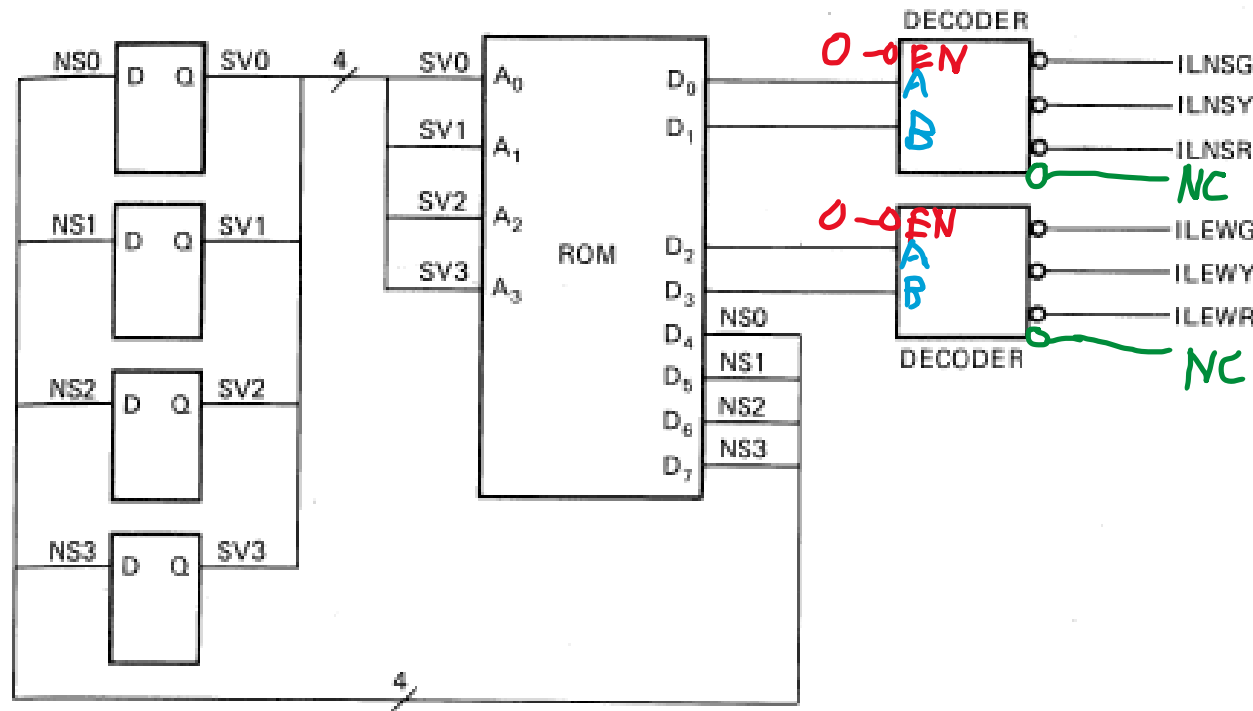 DECODER
NS0 D Q SV0 4 SV0 A0 D0 0 EN ILNSG
A
SV1 A1 D1 B ILNSY
ILNSR
NC
NS1 D Q SV1 SV2 A2 ROM D2 0 EN ILEWG
A
SV3 A3 D3 B ILEWY
D4 NS0 ILEWR
DECODER
NC
NS2 D Q SV2 D5 NS1
D6 NS2
D7 NS3
NS3 D Q SV3
4